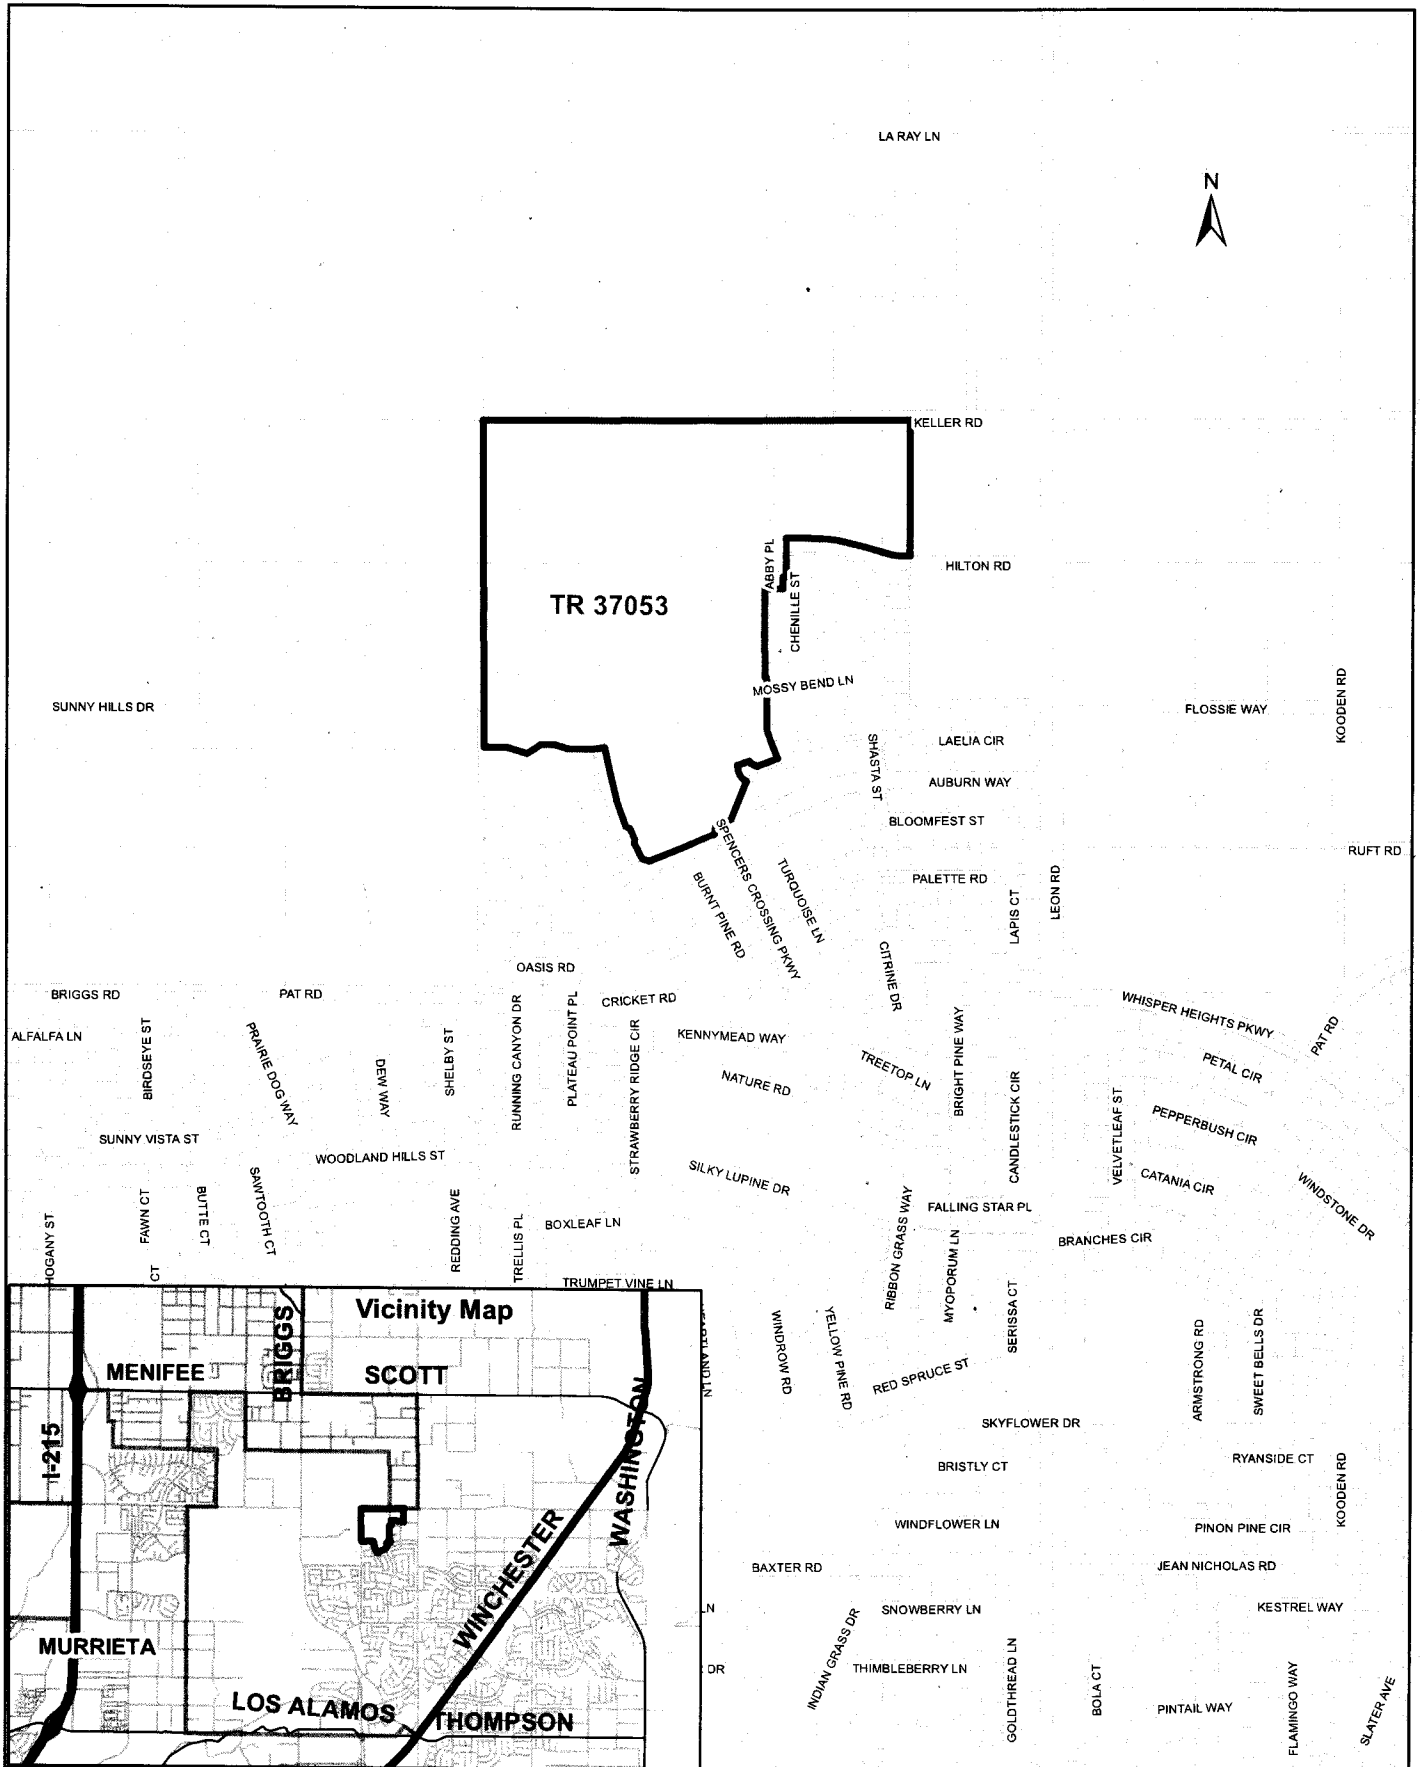 LA RAY LN
N
KELLER RD
ABBY PL
HILTON RD
TR 37053
CHENILLE ST
MOSSY BEND LN
SUNNY HILLS DR
FLOSSIE WAY
KOODEN RD
SHASTA ST
LAELIA CIR
AUBURN WAY
BLOOMFEST ST
RUFT RD
SPENCERS CROSSING PKWY
TURQUOISE LN
BURNT PINE RD
PALETTE RD
LAPIS CT
LEON RD
CITRINE DR
OASIS RD
BRIGGS RD
PAT RD
CRICKET RD
WHISPER HEIGHTS PKWY
PAT RD
ALFALFA LN
BIRDSEYE ST
PRAIRIE DOG WAY
DEW WAY
SHELBY ST
RUNNING CANYON DR
PLATEAU POINT PL
STRAWBERRY RIDGE CIR
KENNYMEAD WAY
NATURE RD
TREETOP LN
BRIGHT PINE WAY
CANDLESTICK CIR
PETAL CIR
VELVETLEAF ST
PEPPERBUSH CIR
SUNNY VISTA ST
WOODLAND HILLS ST
SILKY LUPINE DR
CATANIA CIR
WINDSTONE DR
HOGANY ST
FAWN CT
BUTTE CT
SAWTOOTH CT
REDDING AVE
TRELLIS PL
BOXLEAF LN
RIBBON GRASS WAY
FALLING STAR PL
MYOPORUM LN
BRANCHES CIR
CT
TRUMPET VINE LN
SERISSA CT
WINDROW RD
YELLOW PINE RD
RED SPRUCE ST
ARMSTRONG RD
SWEET BELLS DR
SKYFLOWER DR
BRISTLY CT
RYANSIDE CT
KOODEN RD
WINDFLOWER LN
PINON PINE CIR
BAXTER RD
JEAN NICHOLAS RD
LN
SNOWBERRY LN
KESTREL WAY
INDIAN GRASS DR
DR
THIMBLEBERRY LN
GOLDTHREAD LN
BOLA CT
PINTAIL WAY
FLAMINGO WAY
SLATER AVE
Vicinity Map
BRIGGS
MENIFEE
SCOTT
I-215
WASHINGTON
WINCHESTER
MURRIETA
LOS ALAMOS
THOMPSON